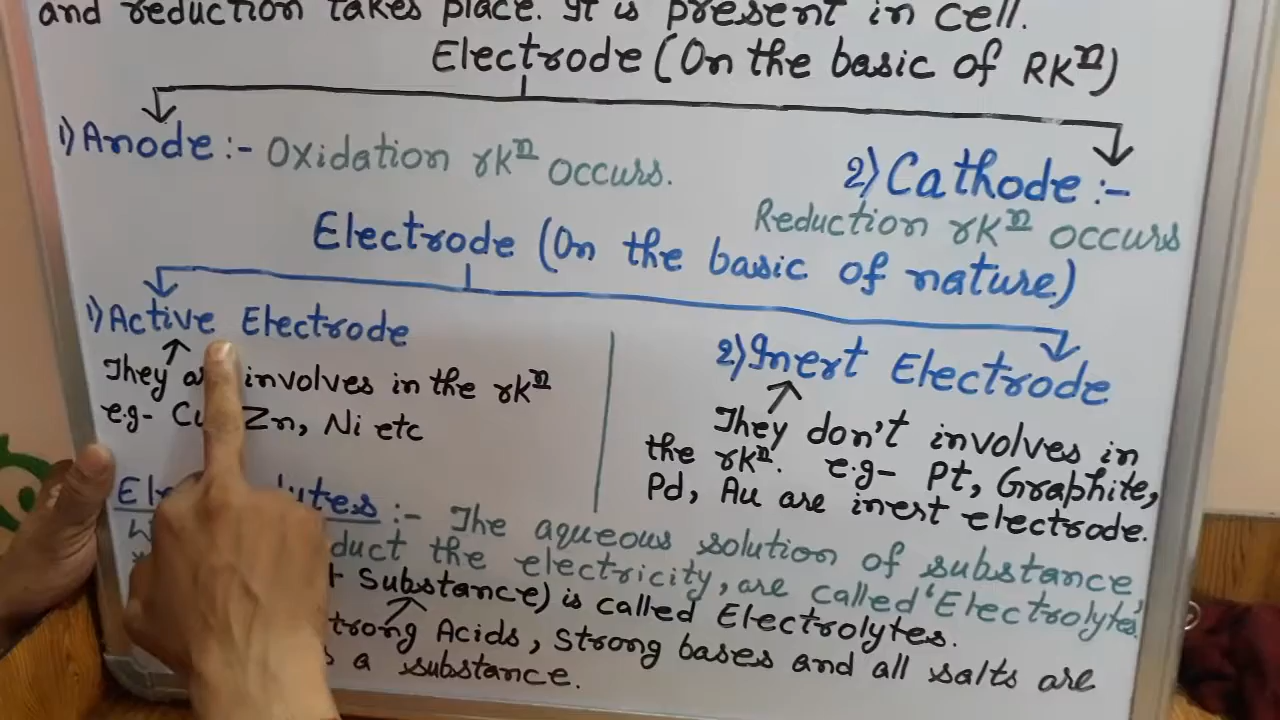 and reduction takes place. It is present in cell.
Electrode (On the basic of RKⁿ)
1) Anode :- Oxidation rkⁿ occurs.
2) Cathode :-
Reduction rkⁿ occurs
Electrode (On the basic of nature)
1) Active Electrode
They involves in the rkⁿ
e.g- Zn, Ni etc
2) Inert Electrode
They don't involves in
the rkⁿ. e.g- Pt, Graphite,
Pd, Au are inert electrode.
:- The aqueous solution of substance
the electricity, are called 'Electrolytes'.
Substance) is called Electrolytes.
Acids, Strong bases and all salts are
a substance.